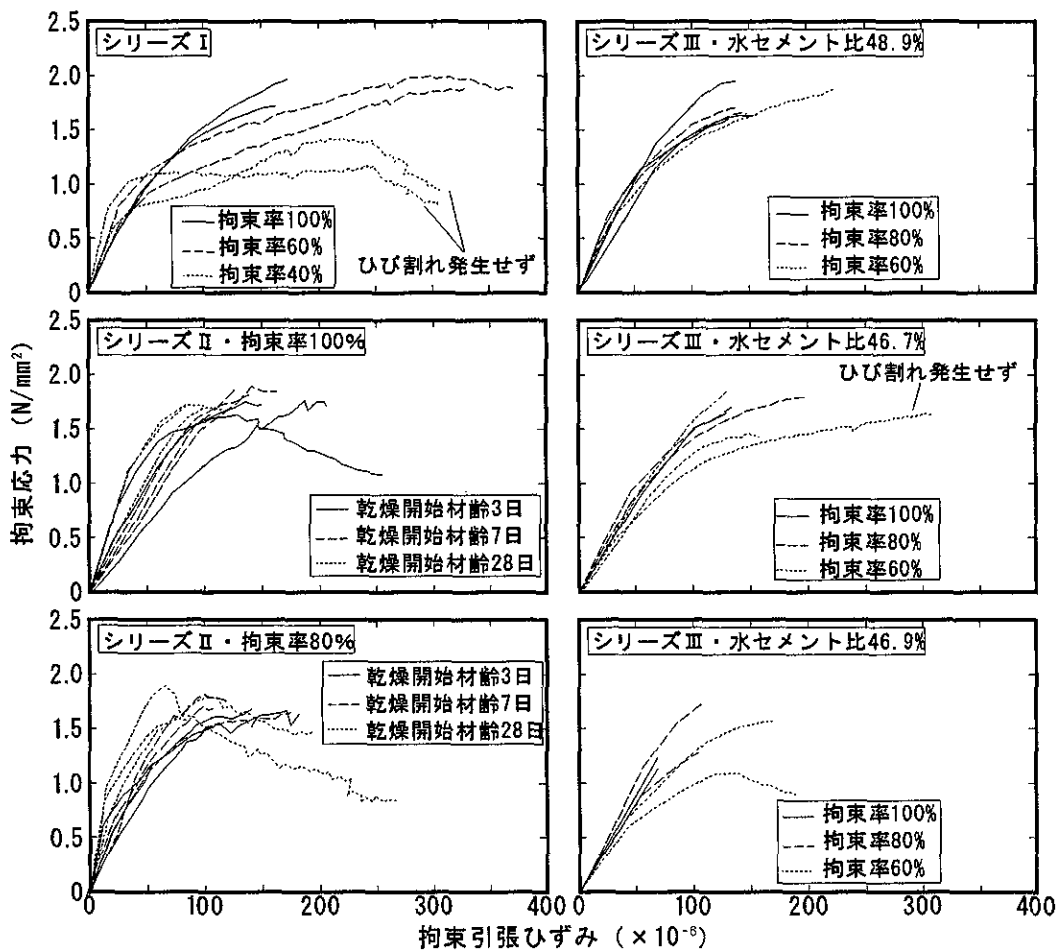 2.5
2.0
1.5
1.0
0.5
0
シリーズⅠ
拘束率100%
拘束率60%
拘束率40%
ひび割れ発生せず
0
100
200
300
400
シリーズⅢ・水セメント比48.9%
拘束率100%
拘束率80%
拘束率60%
2.5
2.0
1.5
1.0
0.5
0
シリーズⅡ・拘束率100%
乾燥開始材齢3日
乾燥開始材齢7日
乾燥開始材齢28日
シリーズⅢ・水セメント比46.7%
ひび割れ発生せず
拘束率100%
拘束率80%
拘束率60%
拘束応力 (N/mm²)
2.5
2.0
1.5
1.0
0.5
0
シリーズⅡ・拘束率80%
乾燥開始材齢3日
乾燥開始材齢7日
乾燥開始材齢28日
0
100
200
300
400
シリーズⅢ・水セメント比46.9%
拘束率100%
拘束率80%
拘束率60%
0
100
200
300
400
拘束引張ひずみ (×10⁻⁶)